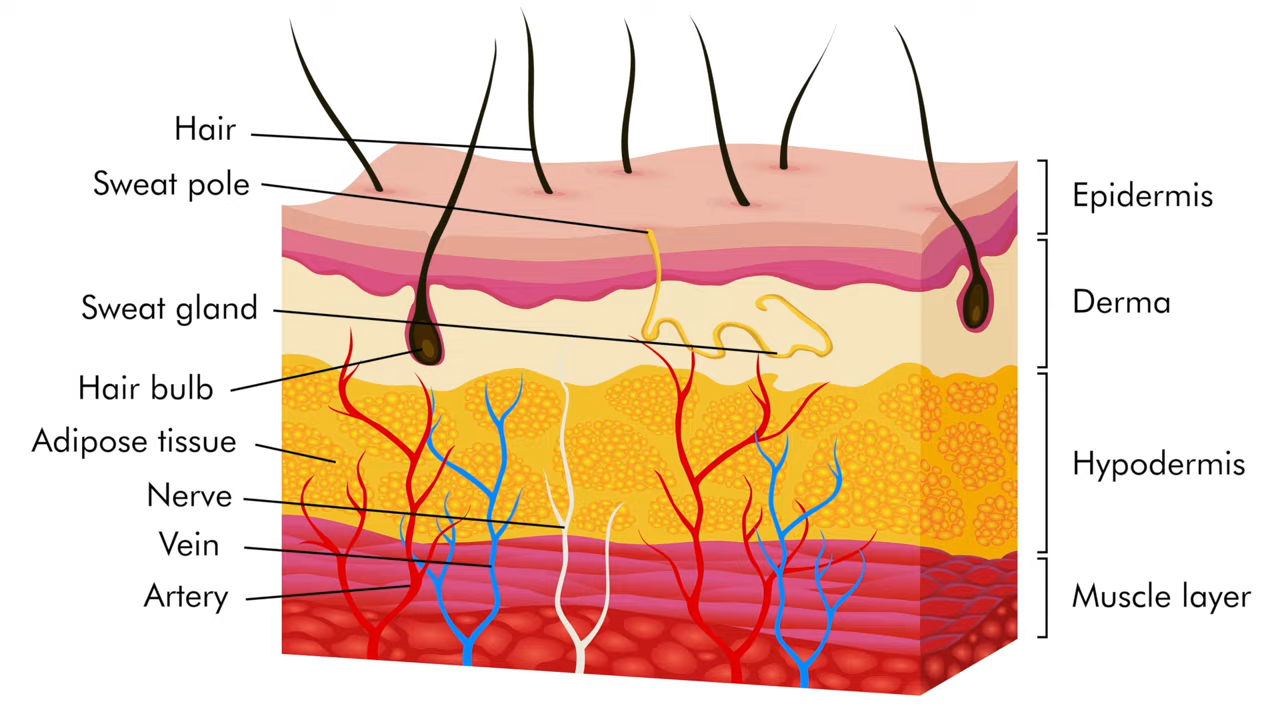 Hair
Sweat pole
Sweat gland
Hair bulb
Adipose tissue
Nerve
Vein
Artery
Epidermis
Derma
Hypodermis
Muscle layer